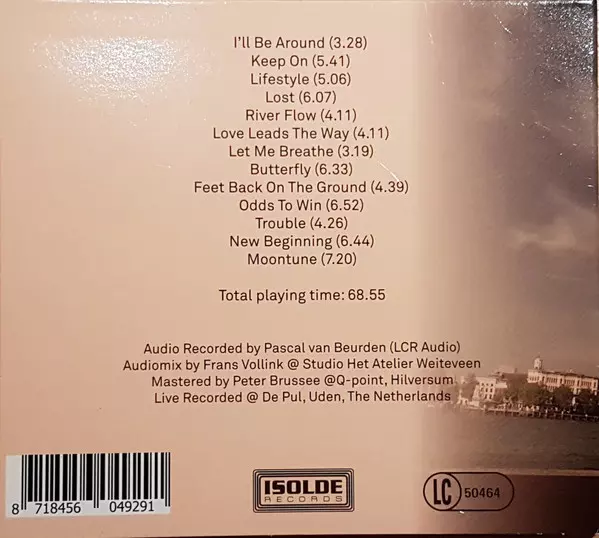 I'll Be Around (3.28)
Keep On (5.41)
Lifestyle (5.06)
Lost (6.07)
River Flow (4.11)
Love Leads The Way (4.11)
Let Me Breathe (3.19)
Butterfly (6.33)
Feet Back On The Ground (4.39)
Odds To Win (6.52)
Trouble (4.26)
New Beginning (6.44)
Moontune (7.20)
Total playing time: 68.55
Audio Recorded by Pascal van Beurden (LCR Audio)
Audiomix by Frans Vollink @ Studio Het Atelier Weiteveen
Mastered by Peter Brussee @Q-point, Hilversum
Live Recorded @ De Pul, Uden, The Netherlands
8 718456 049291
ISOLDE
RECORDS
LC 50464